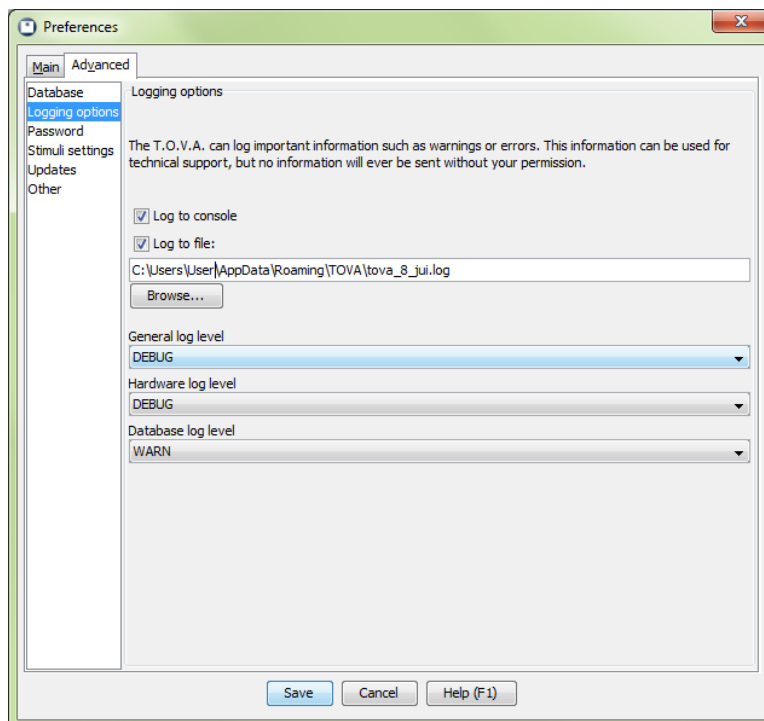 Preferences
Main
Advanced
Database
Logging options
Password
Stimuli settings
Updates
Other
Logging options
The T.O.V.A. can log important information such as warnings or errors. This information can be used for
technical support, but no information will ever be sent without your permission.
Log to console
Log to file:
C:\Users\User\AppData\Roaming\TOVA\tova_8_jui.log
Browse...
General log level
DEBUG
Hardware log level
DEBUG
Database log level
WARN
Save
Cancel
Help (F1)